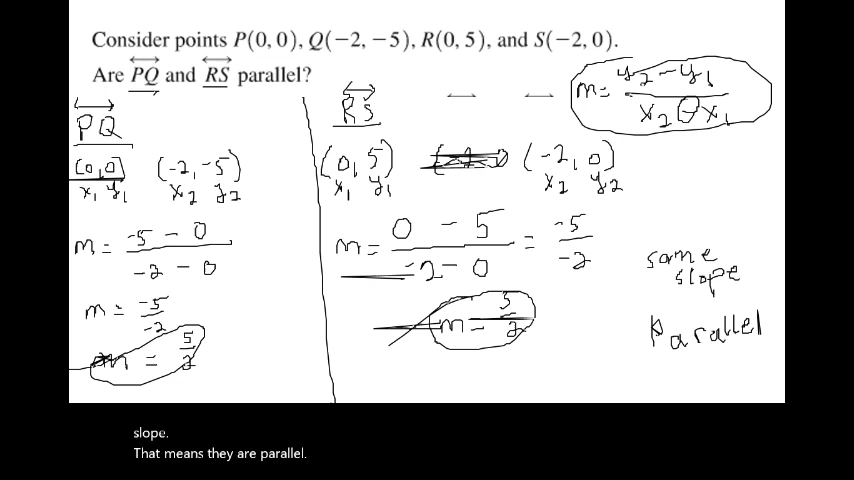 Consider points P(0, 0), Q(−2, −5), R(0, 5), and S(−2, 0).
Are PQ and RS parallel?
m= y2-y1
x2-x1
PQ
(0,0) (-2,-5)
x1 y1 x2 y2
m= -5 - 0
-2 - 0
m= -5
-2
m = 5
2
RS
(0, 5) (-2, 0)
x1 y1 x2 y2
m= 0 - 5 = -5
-2 - 0 -2
m= 5
2
same
slope
Parallel
slope.
That means they are parallel.